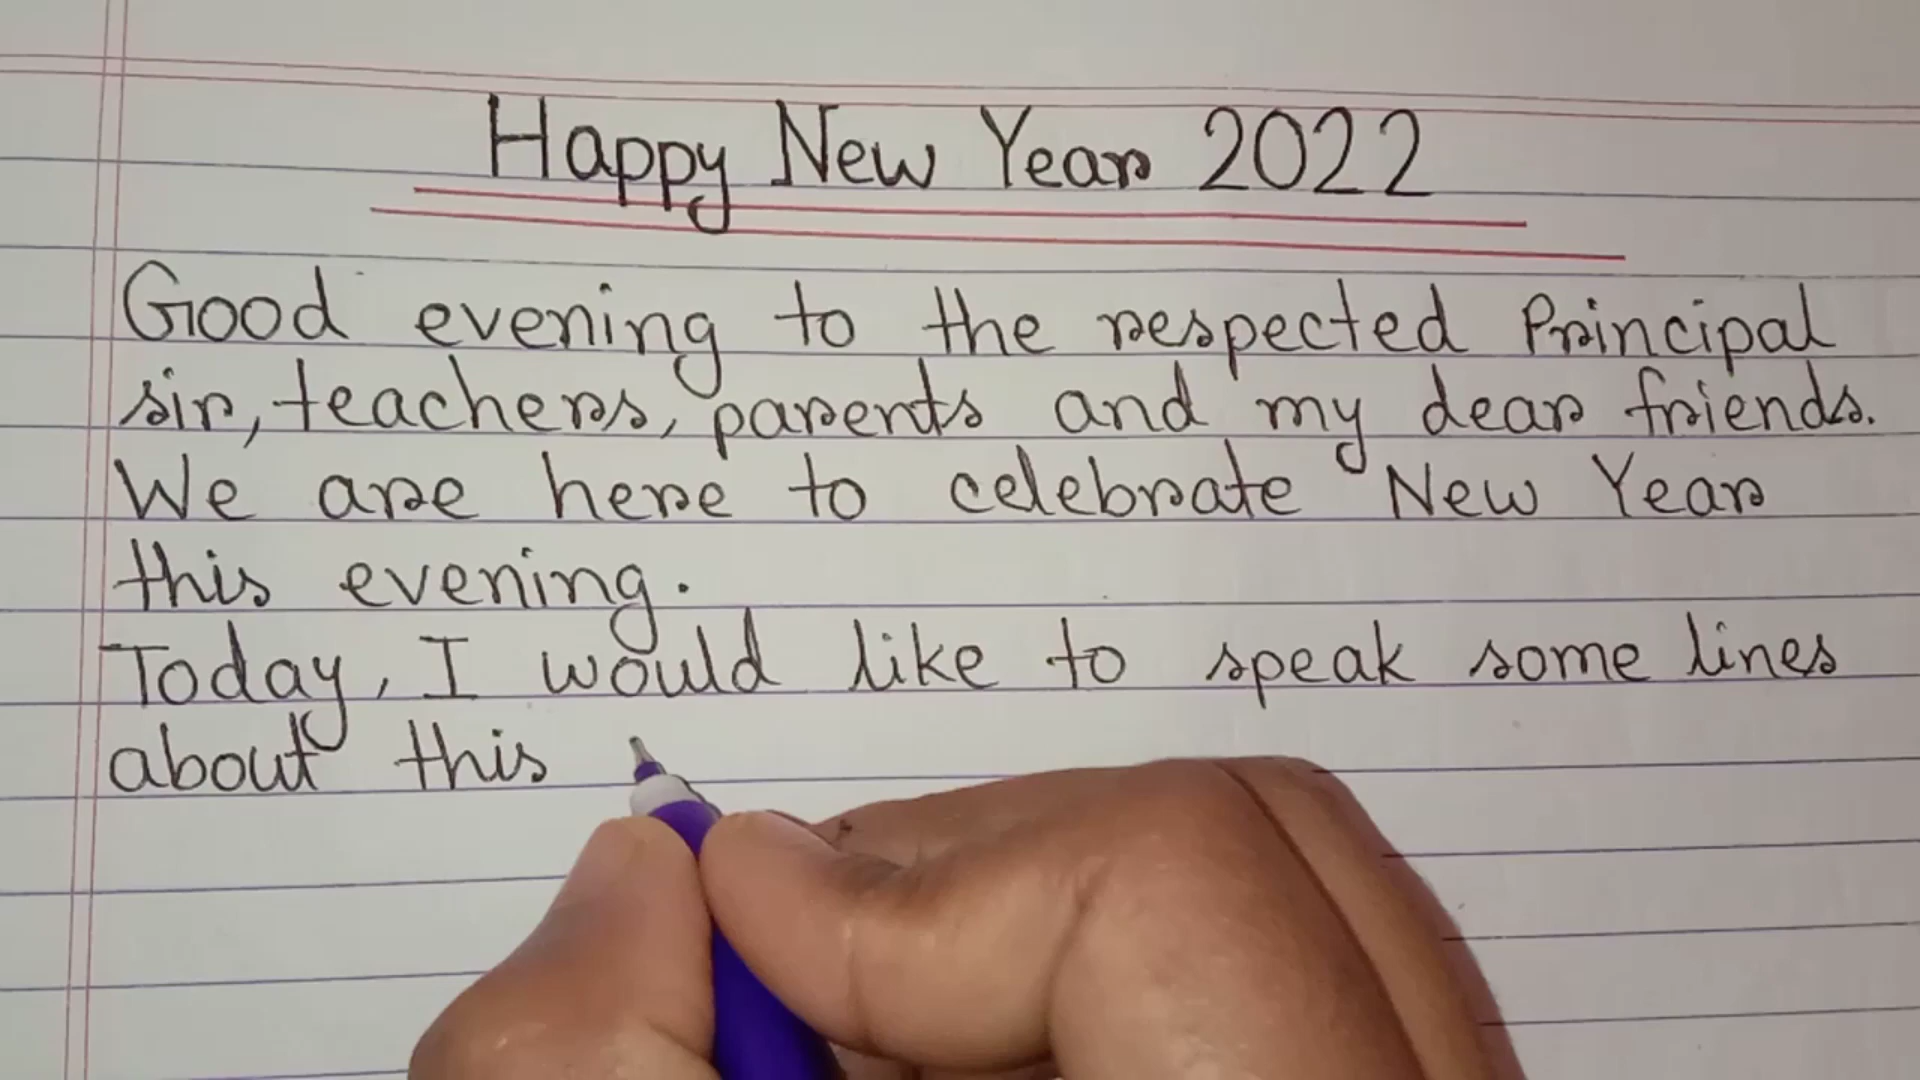 Happy New Year 2022
Good evening to the respected Principal
sir, teachers, parents and my dear friends.
We are here to celebrate New Year
this evening.
Today, I would like to speak some lines
about this